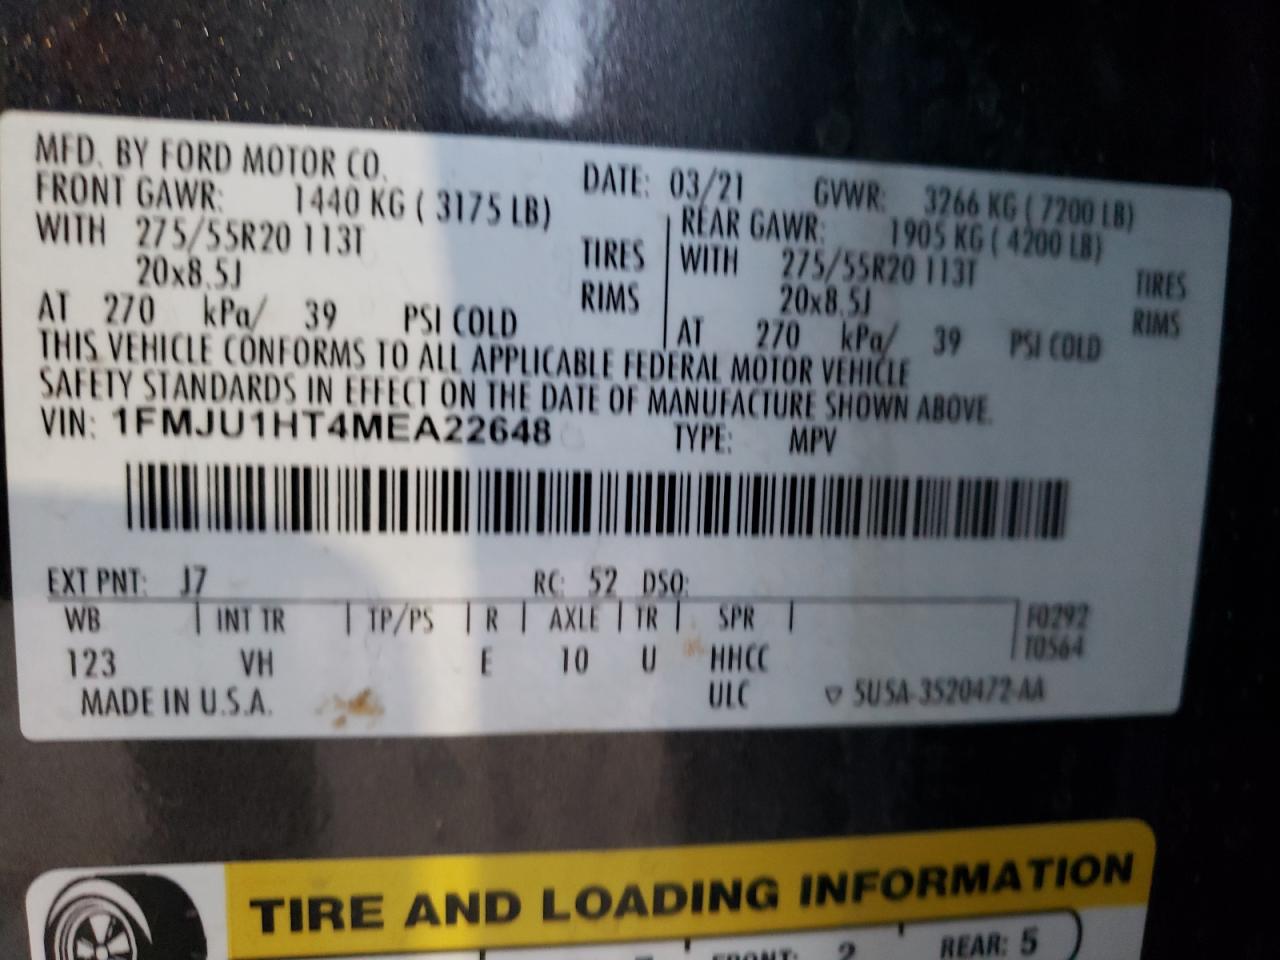 MFD. BY FORD MOTOR CO.
DATE: 03/21 GVWR: 3266 KG ( 7200 LB)
FRONT GAWR: 1440 KG ( 3175 LB)
REAR GAWR: 1905 KG ( 4200 LB)
WITH 275/55R20 113T TIRES
WITH 275/55R20 113T TIRES
20x8.5J RIMS
20x8.5J RIMS
AT 270 kPa/ 39 PSI COLD
AT 270 kPa/ 39 PSI COLD
THIS VEHICLE CONFORMS TO ALL APPLICABLE FEDERAL MOTOR VEHICLE
SAFETY STANDARDS IN EFFECT ON THE DATE OF MANUFACTURE SHOWN ABOVE.
VIN: 1FMJU1HT4MEA22648 TYPE: MPV
EXT PNT: J7 RC: 52 DSO:
WB | INT TR | TP/PS | R | AXLE | TR | SPR | F0292
123 VH E 10 U HHCC T0564
MADE IN U.S.A. ULC ▽ 5U5A-3520472-AA
TIRE AND LOADING INFORMATION
FRONT: 2 REAR: 5